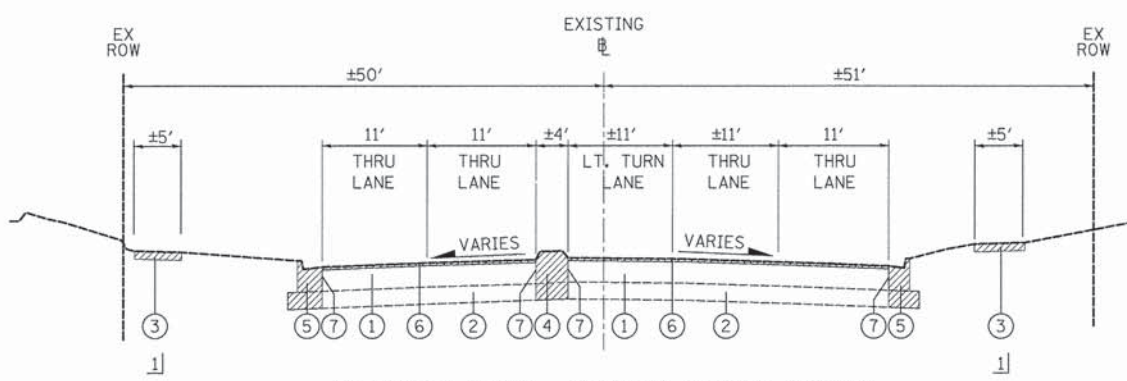 EXISTING
EX
ROW
℄
EX
ROW
±50'
±51'
±5'
11'
11'
±4'
±11'
±11'
11'
±5'
THRU
LANE
THRU
LANE
LT. TURN
LANE
THRU
LANE
THRU
LANE
VARIES
VARIES
3
5
7
1
6
2
7
4
7
1
6
2
7
5
3
1
1